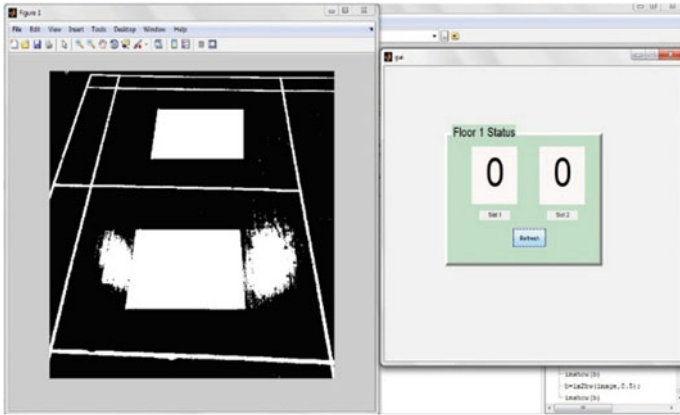 Figure 1
File Edit View Insert Tools Desktop Window Help
gui
Floor 1 Status
0 0
Slot 1 Slot 2
Refresh
imshow(b)
b=im2bw(image,0.5);
imshow(b)